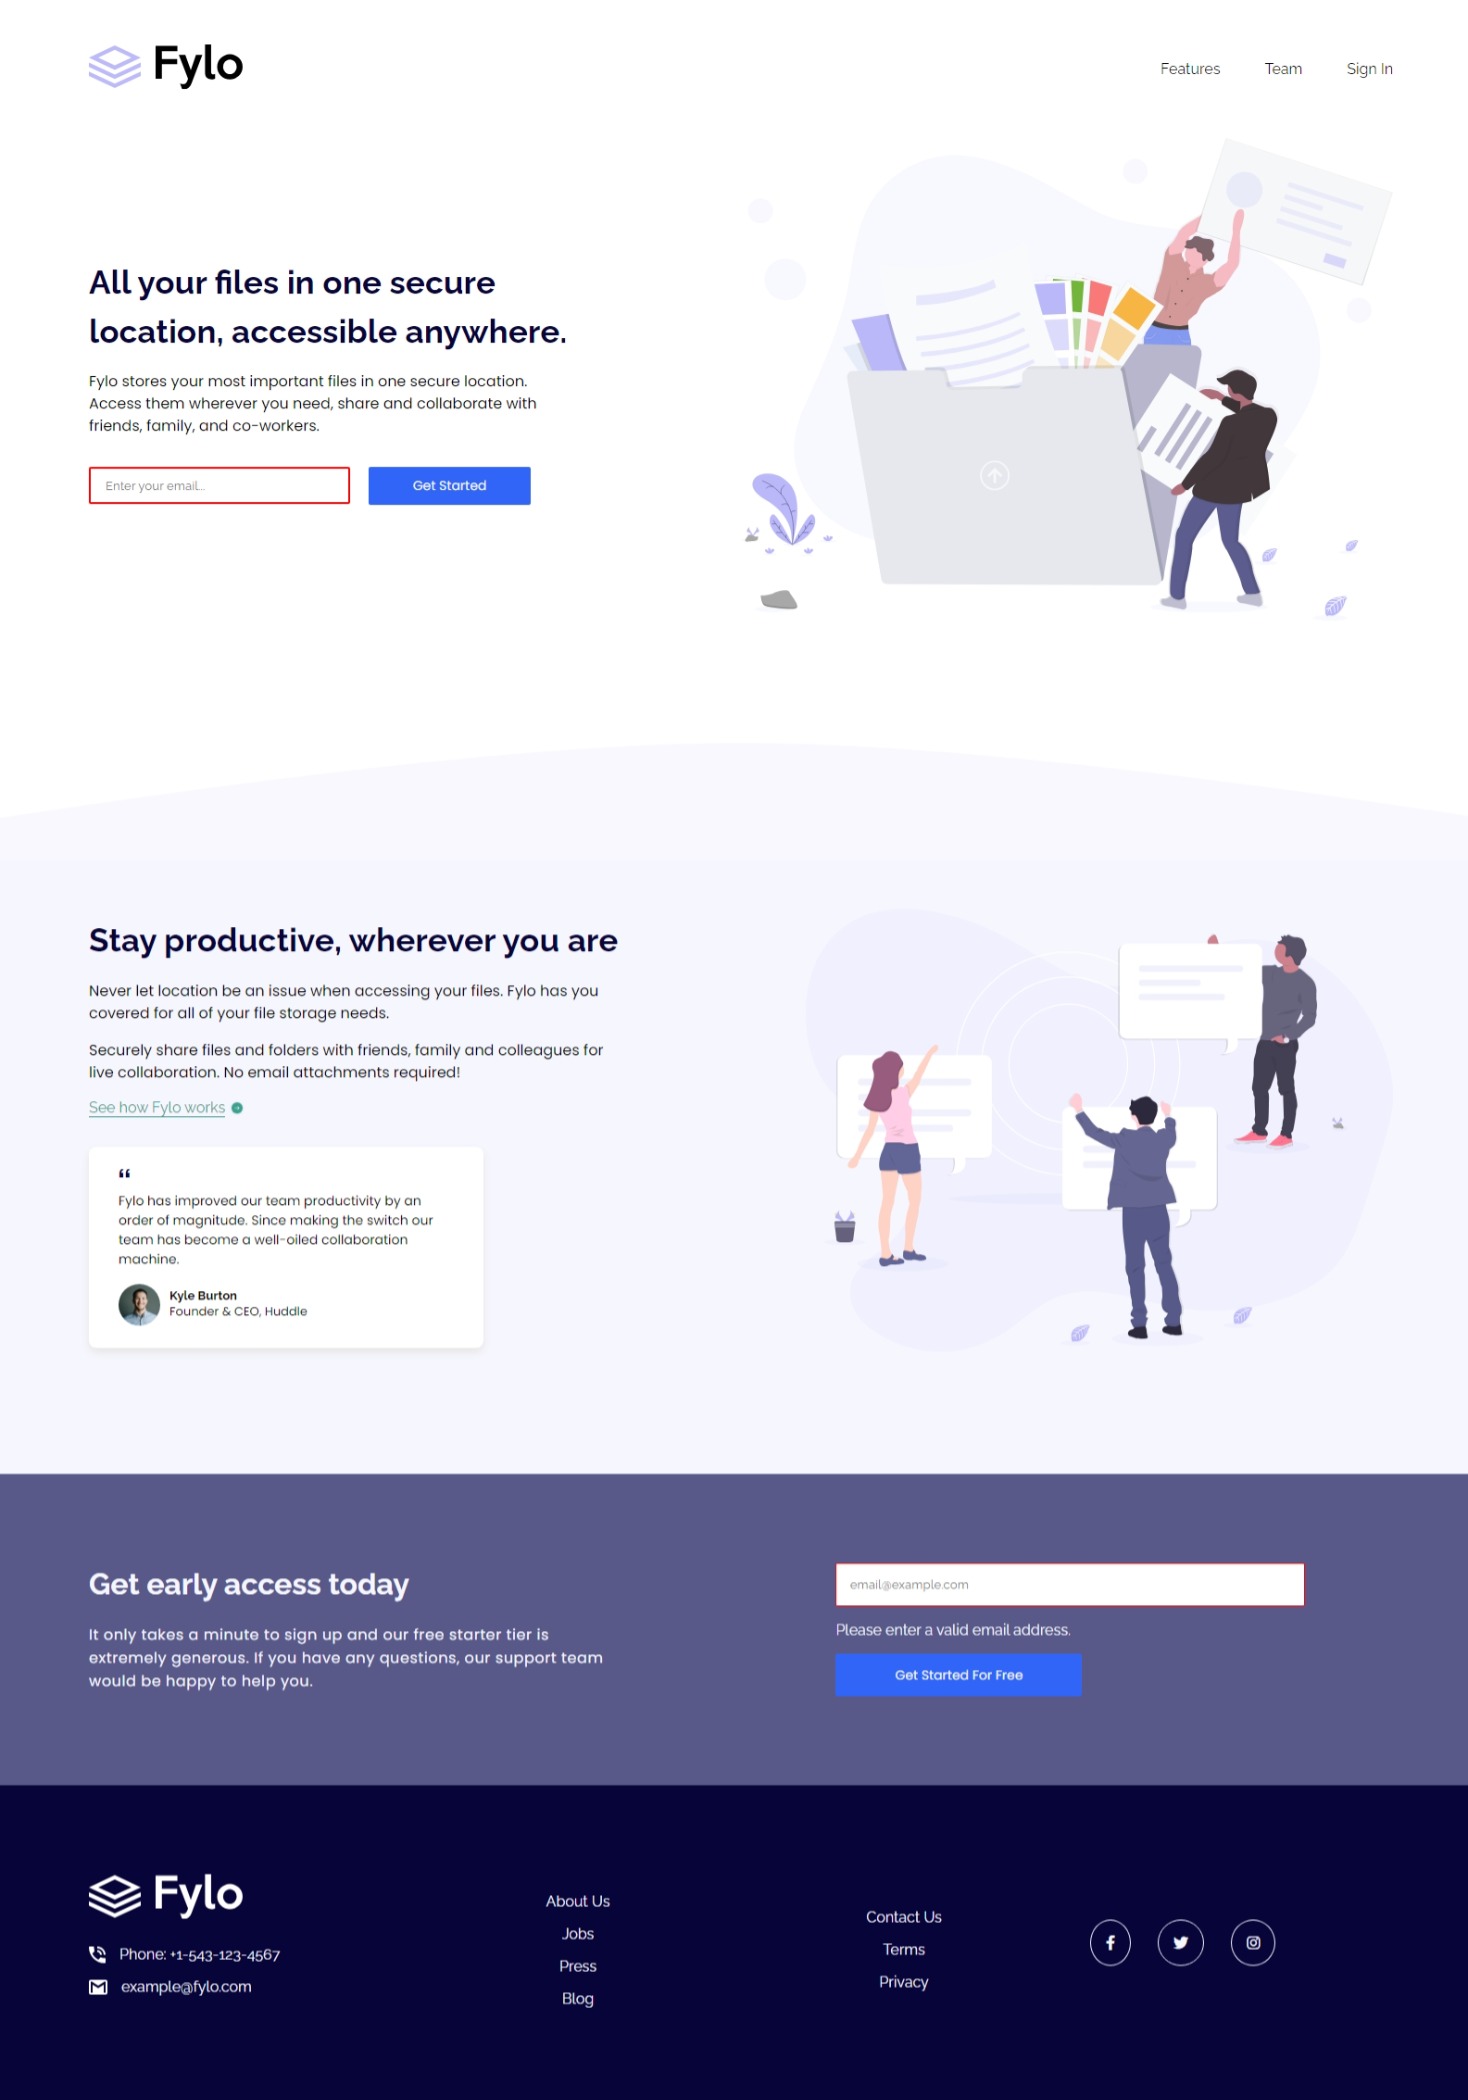 Fylo
Features
Team
Sign In
All your files in one secure
location, accessible anywhere.
Fylo stores your most important files in one secure location.
Access them wherever you need, share and collaborate with
friends, family, and co-workers.
Enter your email...
Get Started
Stay productive, wherever you are
Never let location be an issue when accessing your files. Fylo has you
covered for all of your file storage needs.
Securely share files and folders with friends, family and colleagues for
live collaboration. No email attachments required!
See how Fylo works
“
Fylo has improved our team productivity by an
order of magnitude. Since making the switch our
team has become a well-oiled collaboration
machine.
Kyle Burton
Founder & CEO, Huddle
Get early access today
It only takes a minute to sign up and our free starter tier is
extremely generous. If you have any questions, our support team
would be happy to help you.
email@example.com
Please enter a valid email address.
Get Started For Free
Fylo
Phone: +1-543-123-4567
example@fylo.com
About Us
Jobs
Press
Blog
Contact Us
Terms
Privacy